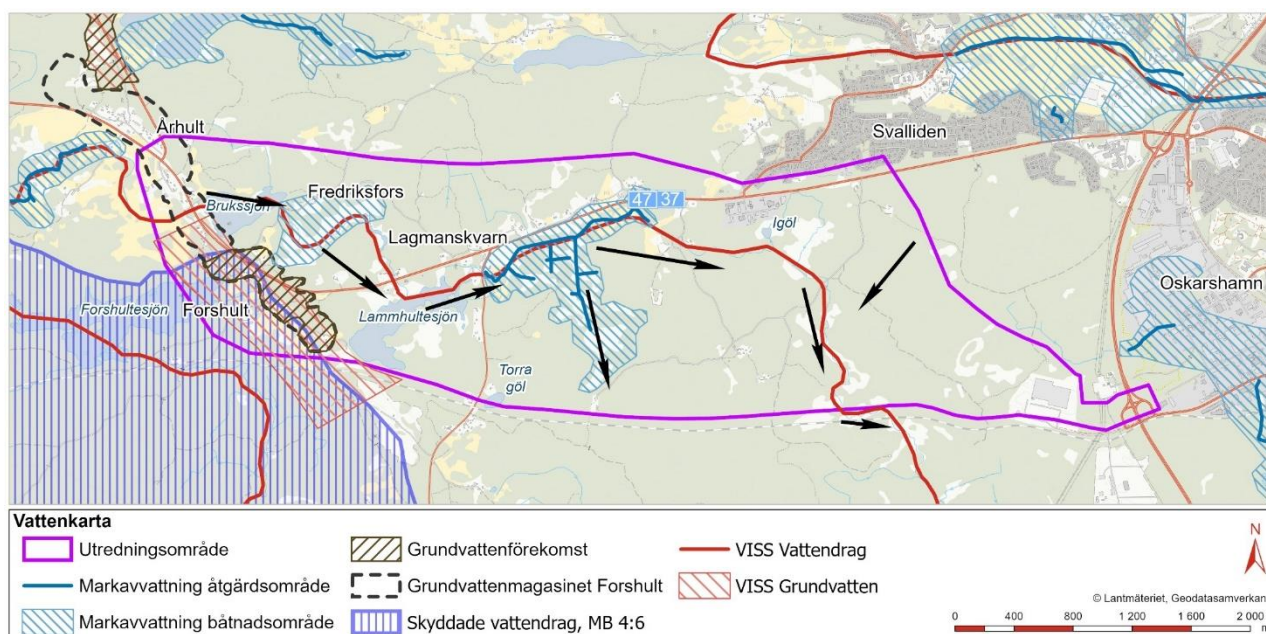 Århult
Svalliden
Fredriksfors
Brukssjön
47 37
Igöl
Lagmanskvarn
Oskarshamn
Forshultesjön
Forshult
Lammhultesjön
Torra
göl
Vattenkarta
Utredningsområde
Markavvattning åtgärdsområde
Markavvattning båtnadsområde
Grundvattenförekomst
Grundvattenmagasinet Forshult
Skyddade vattendrag, MB 4:6
VISS Vattendrag
VISS Grundvatten
N
© Lantmäteriet, Geodatasamverkan
0 400 800 1 200 1 600 2 000
m